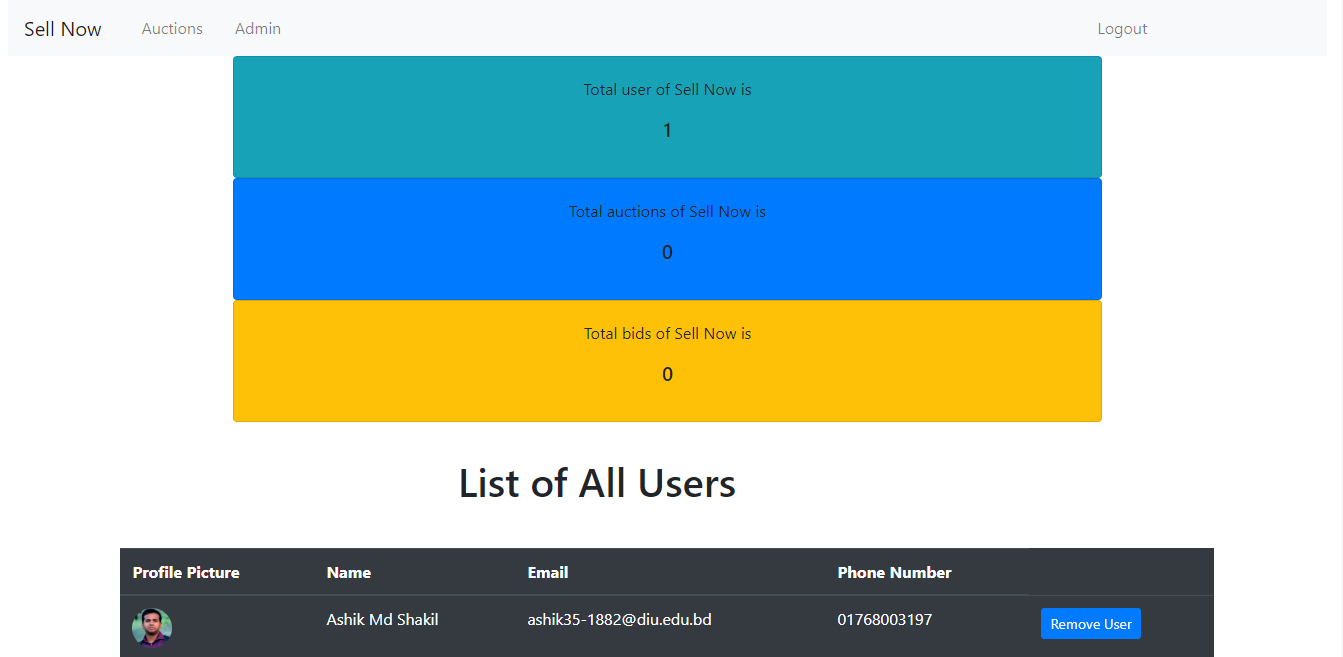 Sell Now Auctions Admin Logout
Total user of Sell Now is
1
Total auctions of Sell Now is
0
Total bids of Sell Now is
0
List of All Users
Profile Picture Name Email Phone Number
Ashik Md Shakil ashik35-1882@diu.edu.bd 01768003197 Remove User